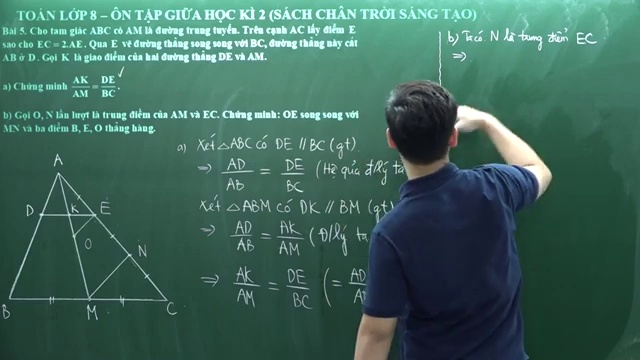 TOÁN LỚP 8 – ÔN TẬP GIỮA HỌC KÌ 2 (SÁCH CHÂN TRỜI SÁNG TẠO)
Bài 5. Cho tam giác ABC có AM là đường trung tuyến. Trên cạnh AC lấy điểm E
sao cho EC = 2.AE. Qua E vẽ đường thẳng song song với BC, đường thẳng này cắt
AB ở D. Gọi K là giao điểm của hai đường thẳng DE và AM.
a) Chứng minh AK/AM = DE/BC.
b) Gọi O, N lần lượt là trung điểm của AM và EC. Chứng minh: OE song song với
MN và ba điểm B, E, O thẳng hàng.
a) Xét △ABC có DE // BC (gt)
⇒ AD/AB = DE/BC (Hệ quả đ/lý ta
Xét △ABM có DK // BM (gt)
⇒ AD/AB = AK/AM (Đ/lý ta
⇒ AK/AM = DE/BC (= AD
b) Ta có N là trung điểm EC
⇒
A
D K E
O
N
B M C